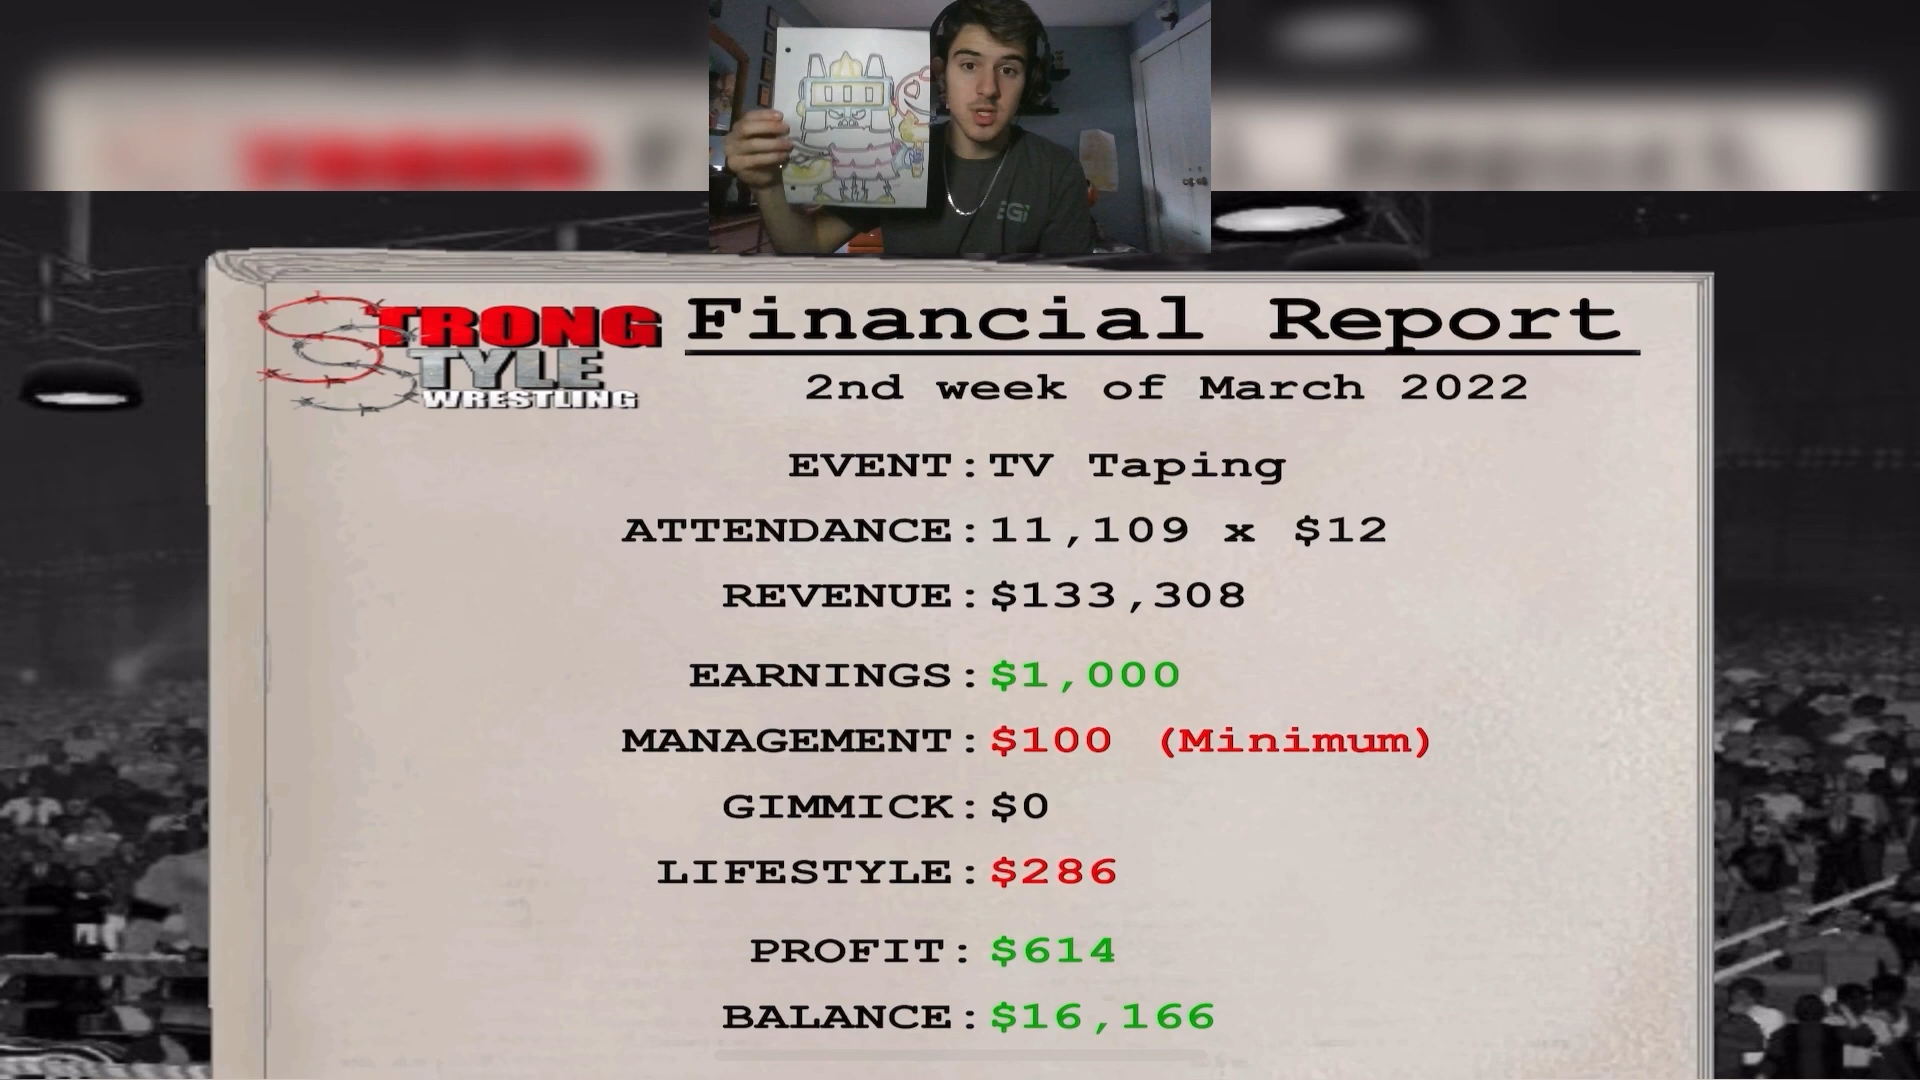 EGi
STRONG
STYLE
WRESTLING
Financial Report
2nd week of March 2022
EVENT: TV Taping
ATTENDANCE: 11,109 x $12
REVENUE: $133,308
EARNINGS: $1,000
MANAGEMENT: $100 (Minimum)
GIMMICK: $0
LIFESTYLE: $286
PROFIT: $614
BALANCE: $16,166